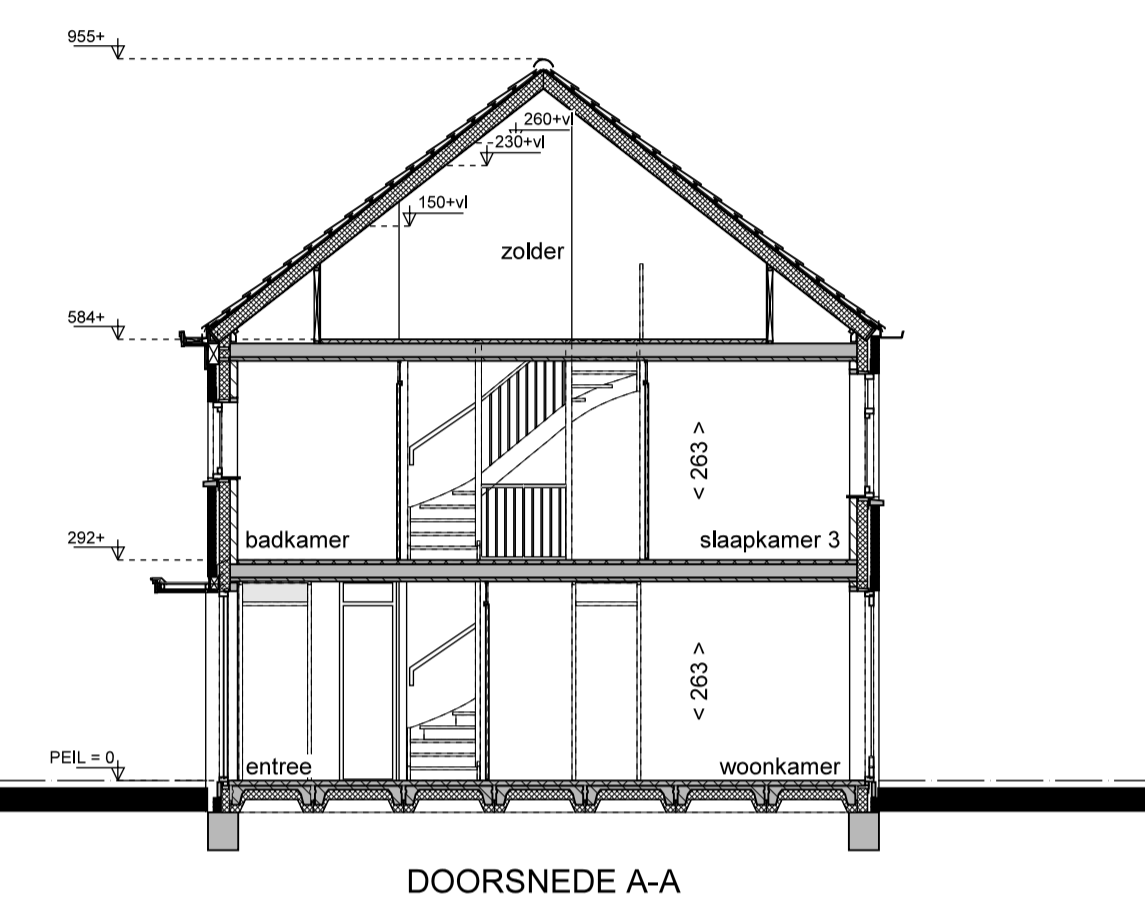 955+
260+vl
230+vl
150+vl
zolder
584+
< 263 >
292+
badkamer
slaapkamer 3
< 263 >
PEIL = 0
entree
woonkamer
DOORSNEDE A-A